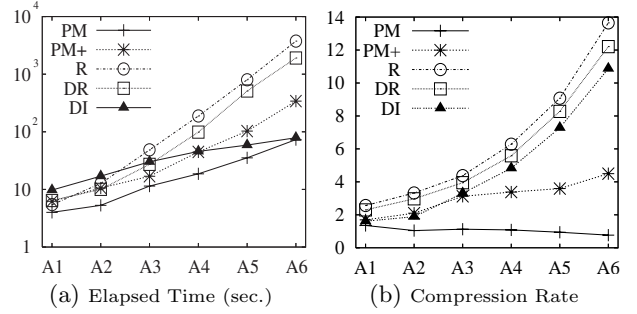 10^4
10^3
10^2
10
1
PM
PM+
R
DR
DI
A1 A2 A3 A4 A5 A6
(a) Elapsed Time (sec.)
14
12
10
8
6
4
2
0
PM
PM+
R
DR
DI
A1 A2 A3 A4 A5 A6
(b) Compression Rate